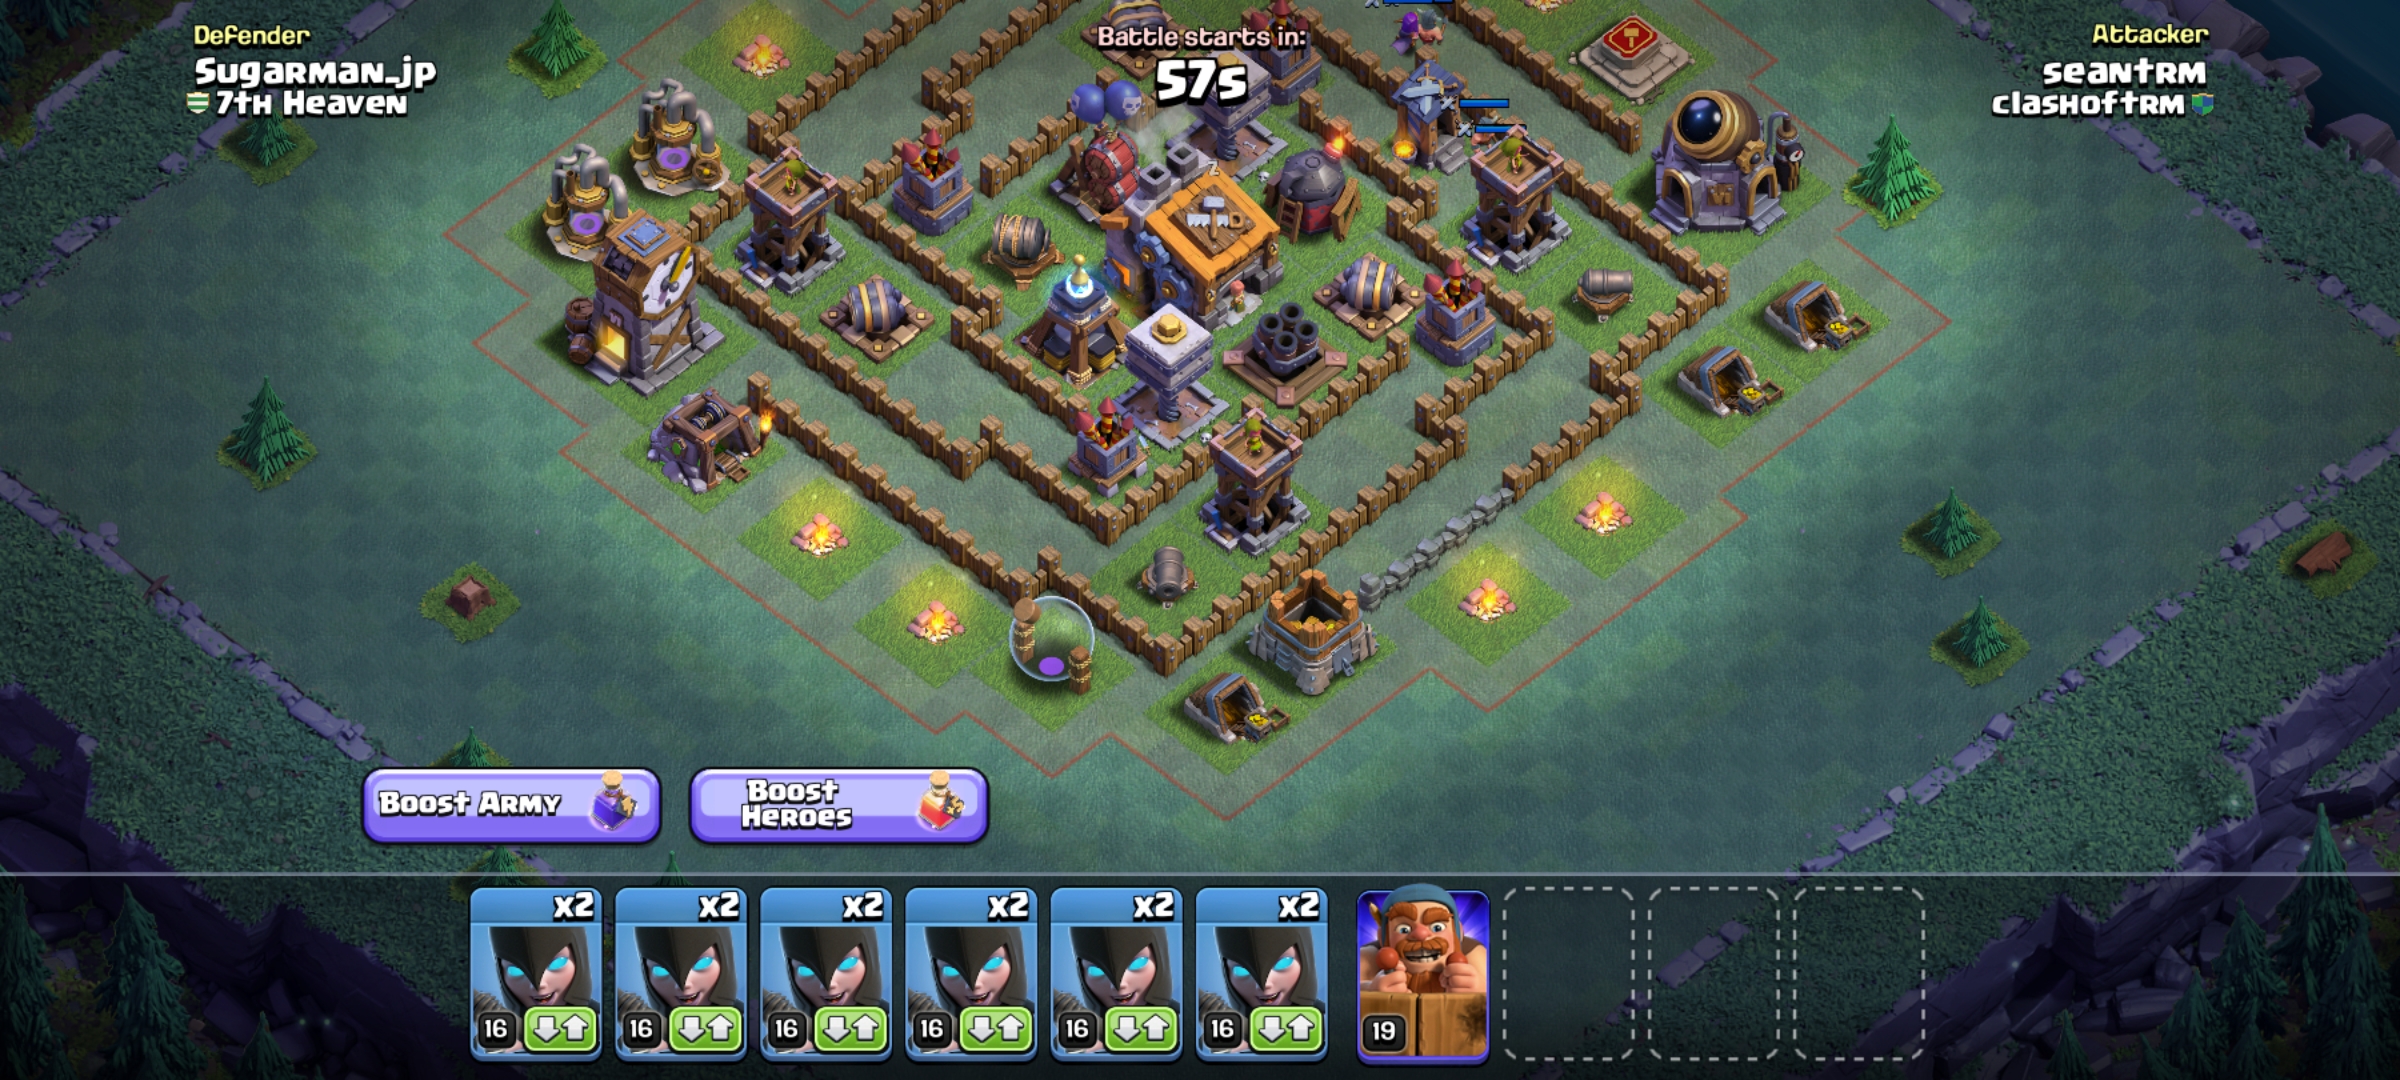 Defender
Sugarman_jp
7th Heaven
Battle starts in:
57s
Attacker
seantrm
clashoftrm
Boost Army
Boost
Heroes
x2
x2
x2
x2
x2
x2
16
16
16
16
16
16
19